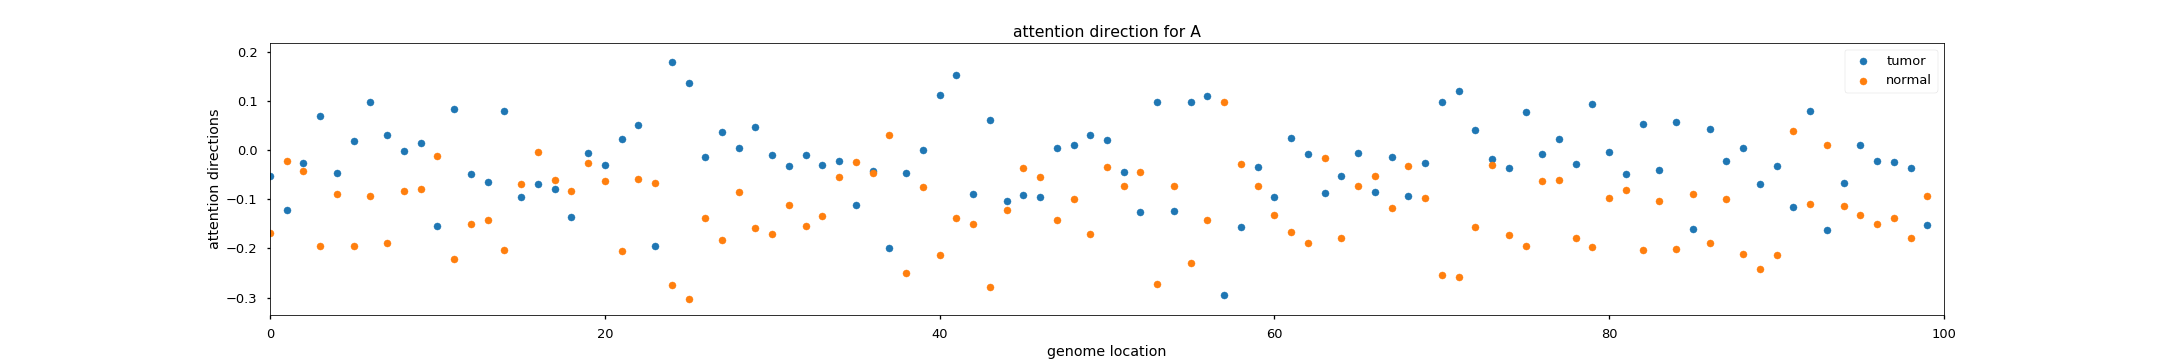 attention direction for A
attention directions
0.2
0.1
0.0
−0.1
−0.2
−0.3
tumor
normal
0
20
40
60
80
100
genome location